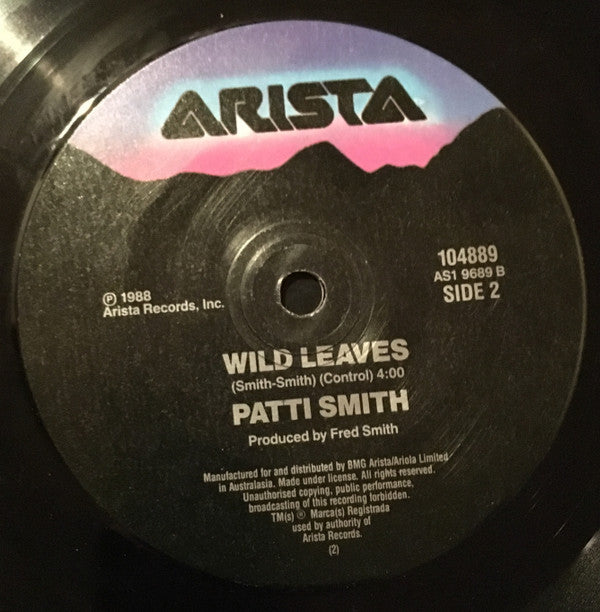 ARISTA
104889
AS1 9689 B
SIDE 2
℗ 1988
Arista Records, Inc.
WILD LEAVES
(Smith-Smith) (Control) 4:00
PATTI SMITH
Produced by Fred Smith
Manufactured for and distributed by BMG Arista/Ariola Limited
in Australasia. Made under license. All rights reserved.
Unauthorised copying, public performance,
broadcasting of this recording forbidden.
TM(s) ® Marca(s) Registrada
used by authority of
Arista Records.
(2)